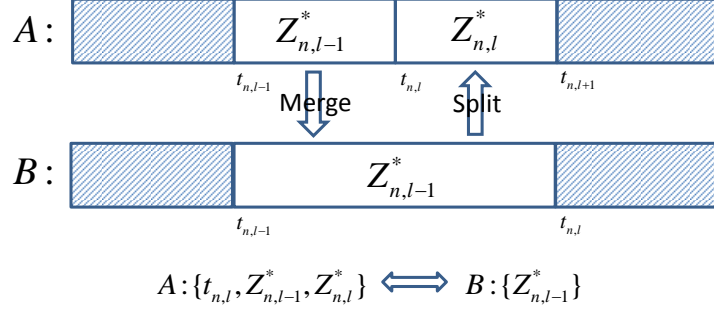 A: Z*n,l−1 Z*n,l
tn,l−1 tn,l tn,l+1
Merge Split
B: Z*n,l−1
tn,l−1 tn,l
A:{tn,l, Z*n,l−1, Z*n,l} ⇔ B:{Z*n,l−1}